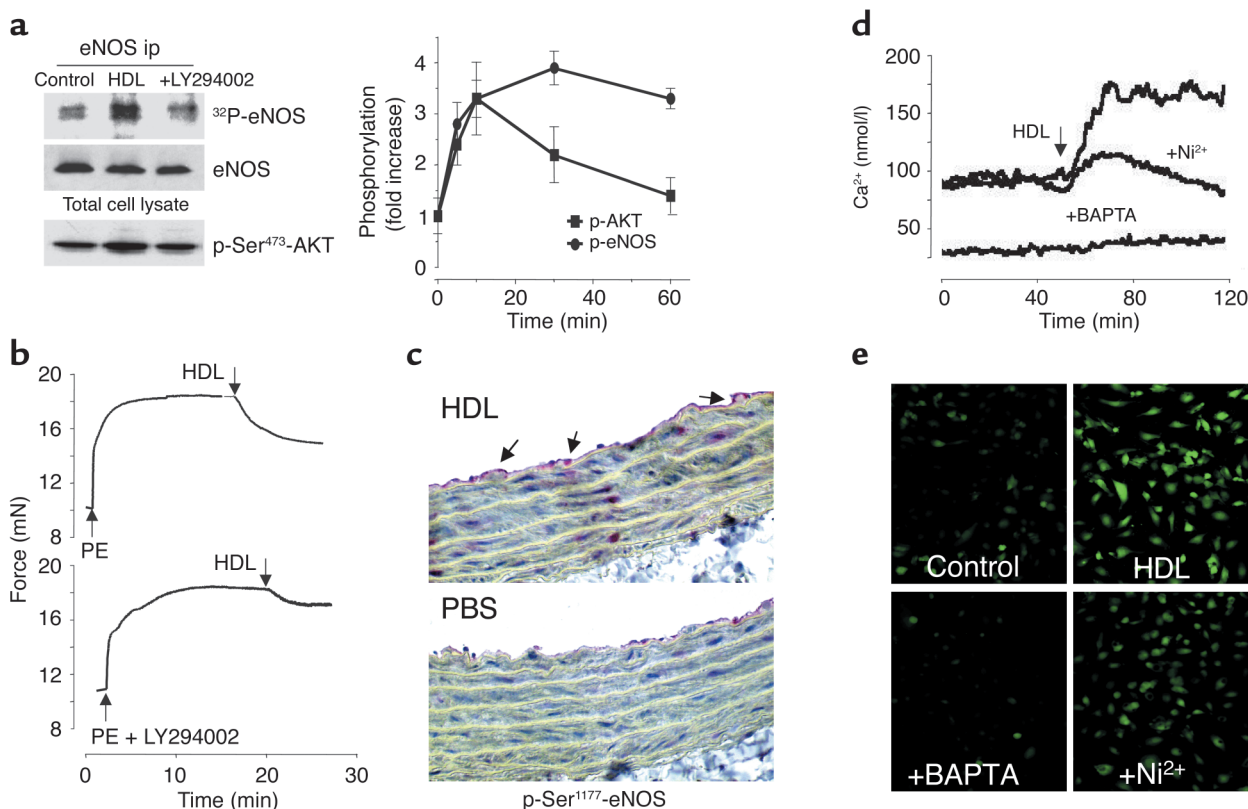 a
eNOS ip
Control HDL +LY294002
³²P-eNOS
eNOS
Total cell lysate
p-Ser⁴⁷³-AKT
Phosphorylation
(fold increase)
4
3
2
1
0
p-AKT
p-eNOS
0 20 40 60
Time (min)
b
20
16
12
8
HDL
PE
20
16
12
8
HDL
PE + LY294002
Force (mN)
0 10 20 30
Time (min)
c
HDL
PBS
p-Ser¹¹⁷⁷-eNOS
d
200
150
100
50
Ca²⁺ (nmol/l)
HDL
+Ni²⁺
+BAPTA
0 40 80 120
Time (min)
e
Control
HDL
+BAPTA
+Ni²⁺